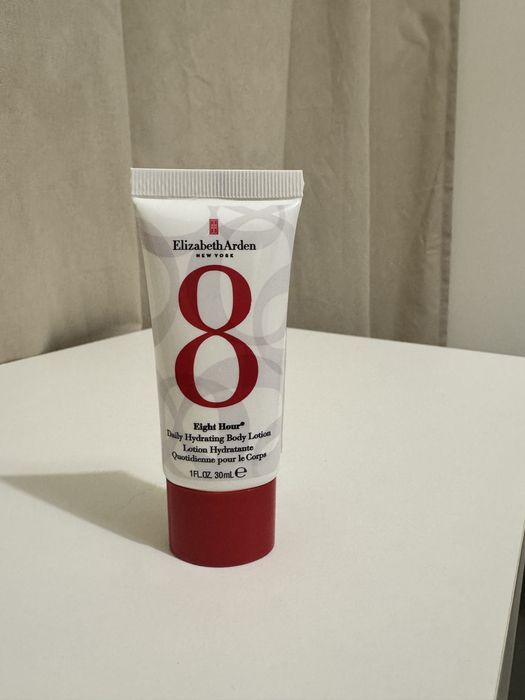 ElizabethArden
NEW YORK
8
Eight Hour®
Daily Hydrating Body Lotion
Lotion Hydratante
Quotidienne pour le Corps
1FL.OZ. 30mL℮